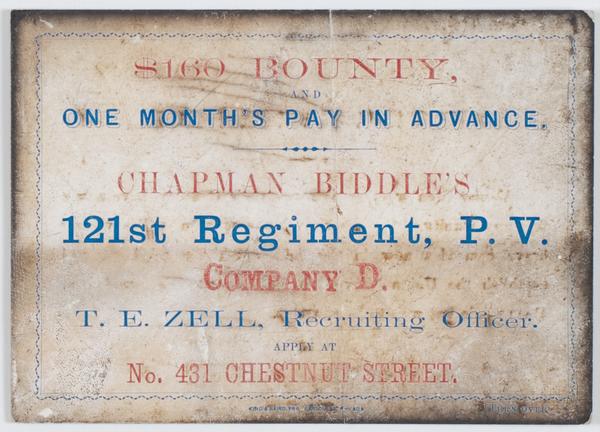 $160 BOUNTY,
AND
ONE MONTH'S PAY IN ADVANCE.
CHAPMAN BIDDLE'S
121st Regiment, P. V.
COMPANY D.
T. E. ZELL, Recruiting Officer.
APPLY AT
No. 431 CHESTNUT STREET.